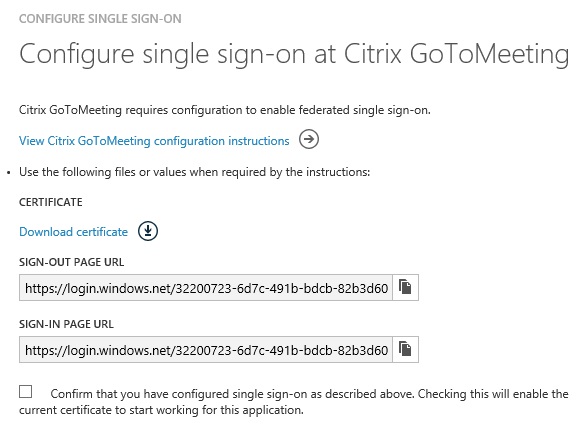 CONFIGURE SINGLE SIGN-ON
Configure single sign-on at Citrix GoToMeeting
Citrix GoToMeeting requires configuration to enable federated single sign-on.
View Citrix GoToMeeting configuration instructions
• Use the following files or values when required by the instructions:
CERTIFICATE
Download certificate
SIGN-OUT PAGE URL
https://login.windows.net/32200723-6d7c-491b-bdcb-82b3d60
SIGN-IN PAGE URL
https://login.windows.net/32200723-6d7c-491b-bdcb-82b3d60
Confirm that you have configured single sign-on as described above. Checking this will enable the
current certificate to start working for this application.